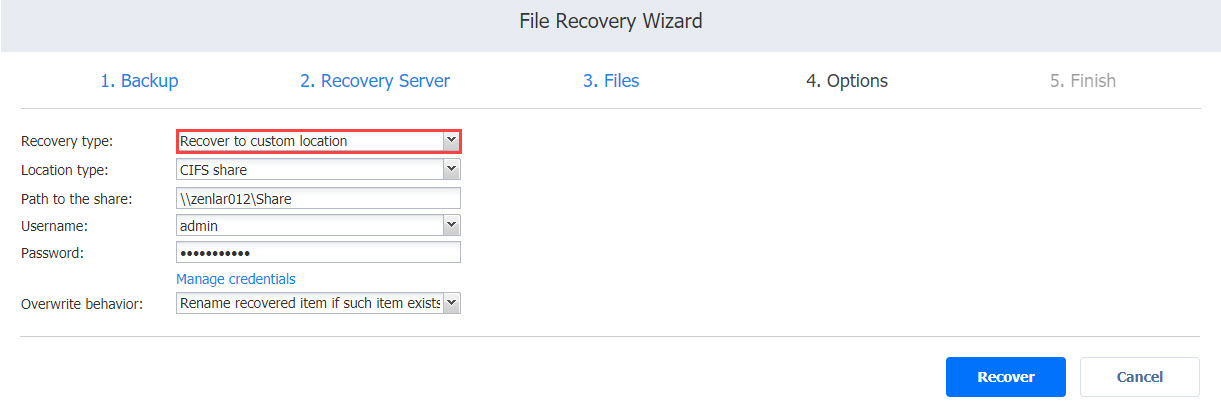 File Recovery Wizard
1. Backup 2. Recovery Server 3. Files 4. Options 5. Finish
Recovery type: Recover to custom location
Location type: CIFS share
Path to the share: \\zenlar012\Share
Username: admin
Password: •••••••••••
Manage credentials
Overwrite behavior: Rename recovered item if such item exists
Recover Cancel